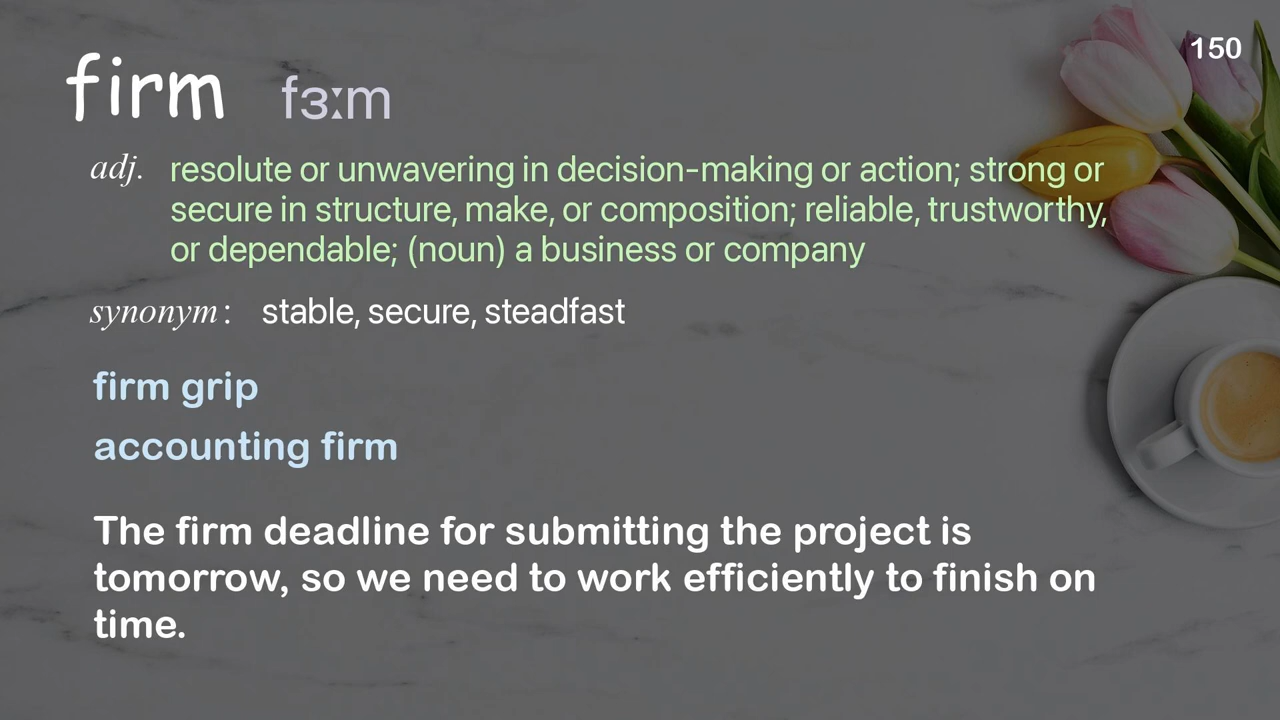 150
firm fɜːm
adj. resolute or unwavering in decision-making or action; strong or
secure in structure, make, or composition; reliable, trustworthy,
or dependable; (noun) a business or company
synonym: stable, secure, steadfast
firm grip
accounting firm
The firm deadline for submitting the project is
tomorrow, so we need to work efficiently to finish on
time.